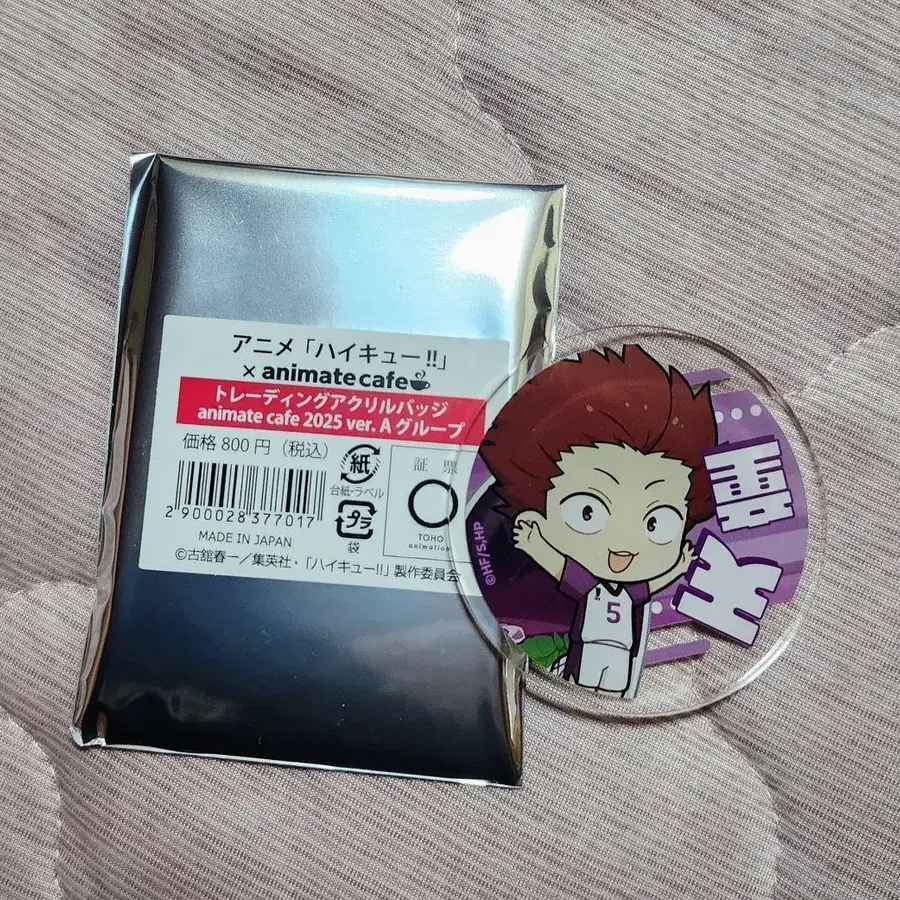 アニメ「ハイキュー!!」
× animate cafe
トレーディングアクリルバッジ
animate cafe 2025 ver. A グループ
価格 800 円（税込）
紙
台紙・ラベル
プラ
袋
証 票
TOHO
animation
2900028377017
MADE IN JAPAN
©古舘春一／集英社・「ハイキュー!!」製作委員会
©HF/S,HP
5